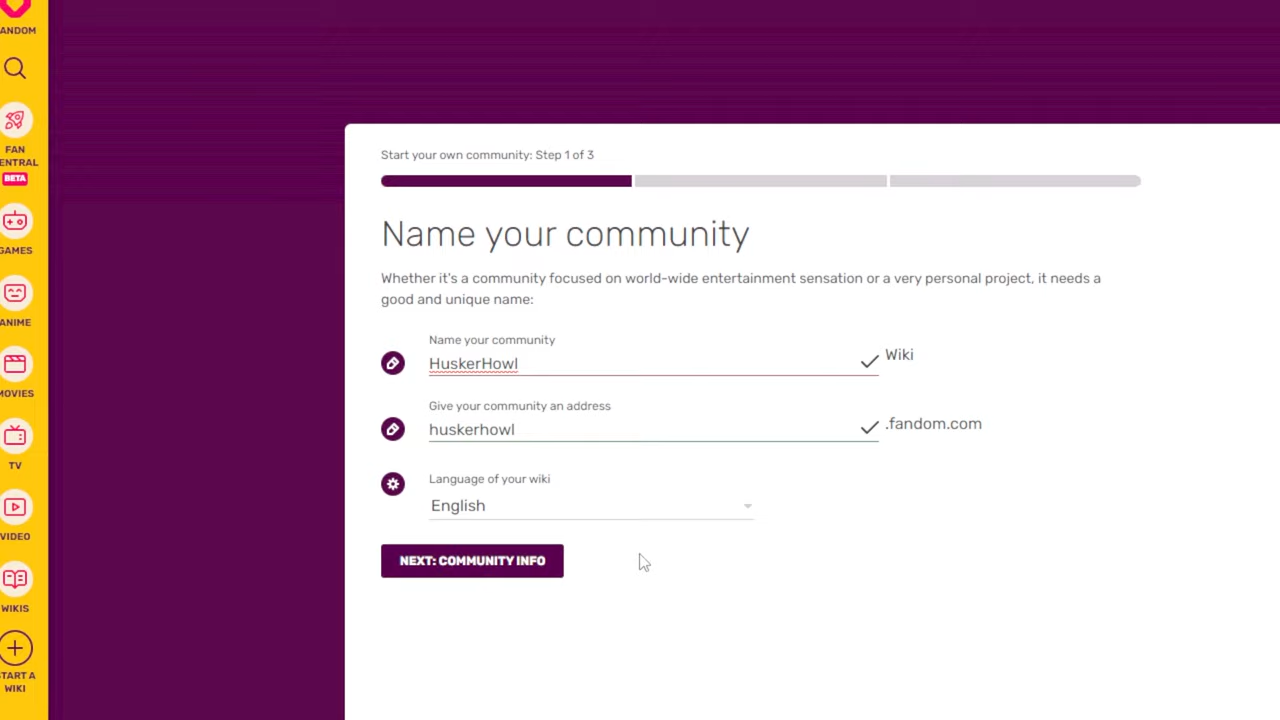 ANDOM
FAN
ENTRAL
BETA
GAMES
ANIME
MOVIES
TV
VIDEO
WIKIS
START A
WIKI
Start your own community: Step 1 of 3
Name your community
Whether it's a community focused on world-wide entertainment sensation or a very personal project, it needs a
good and unique name:
Name your community
HuskerHowl Wiki
Give your community an address
huskerhowl .fandom.com
Language of your wiki
English
NEXT: COMMUNITY INFO